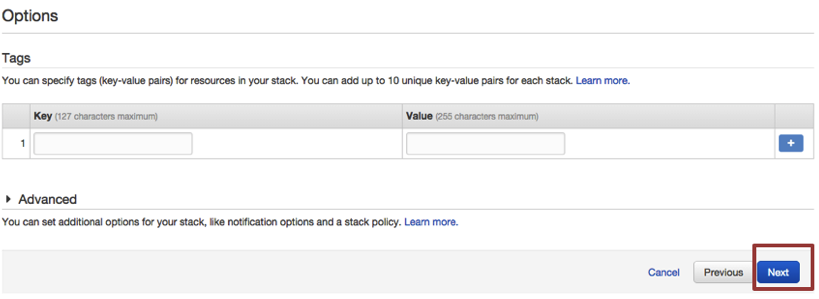 Options
Tags
You can specify tags (key-value pairs) for resources in your stack. You can add up to 10 unique key-value pairs for each stack. Learn more.
Key (127 characters maximum) Value (255 characters maximum)
1 +
Advanced
You can set additional options for your stack, like notification options and a stack policy. Learn more.
Cancel Previous Next